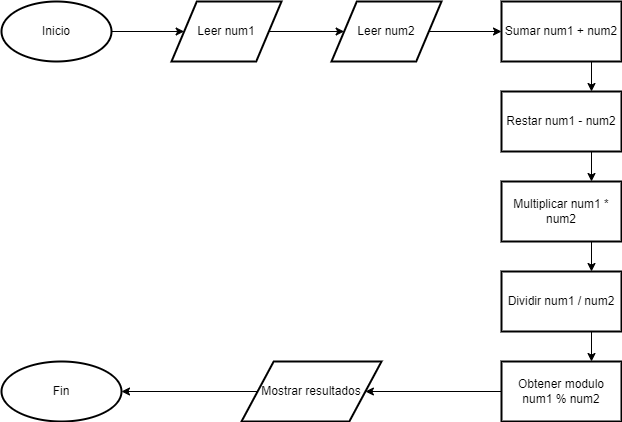 Inicio
Leer num1
Leer num2
Sumar num1 + num2
Restar num1 - num2
Multiplicar num1 *
num2
Dividir num1 / num2
Obtener modulo
num1 % num2
Mostrar resultados
Fin